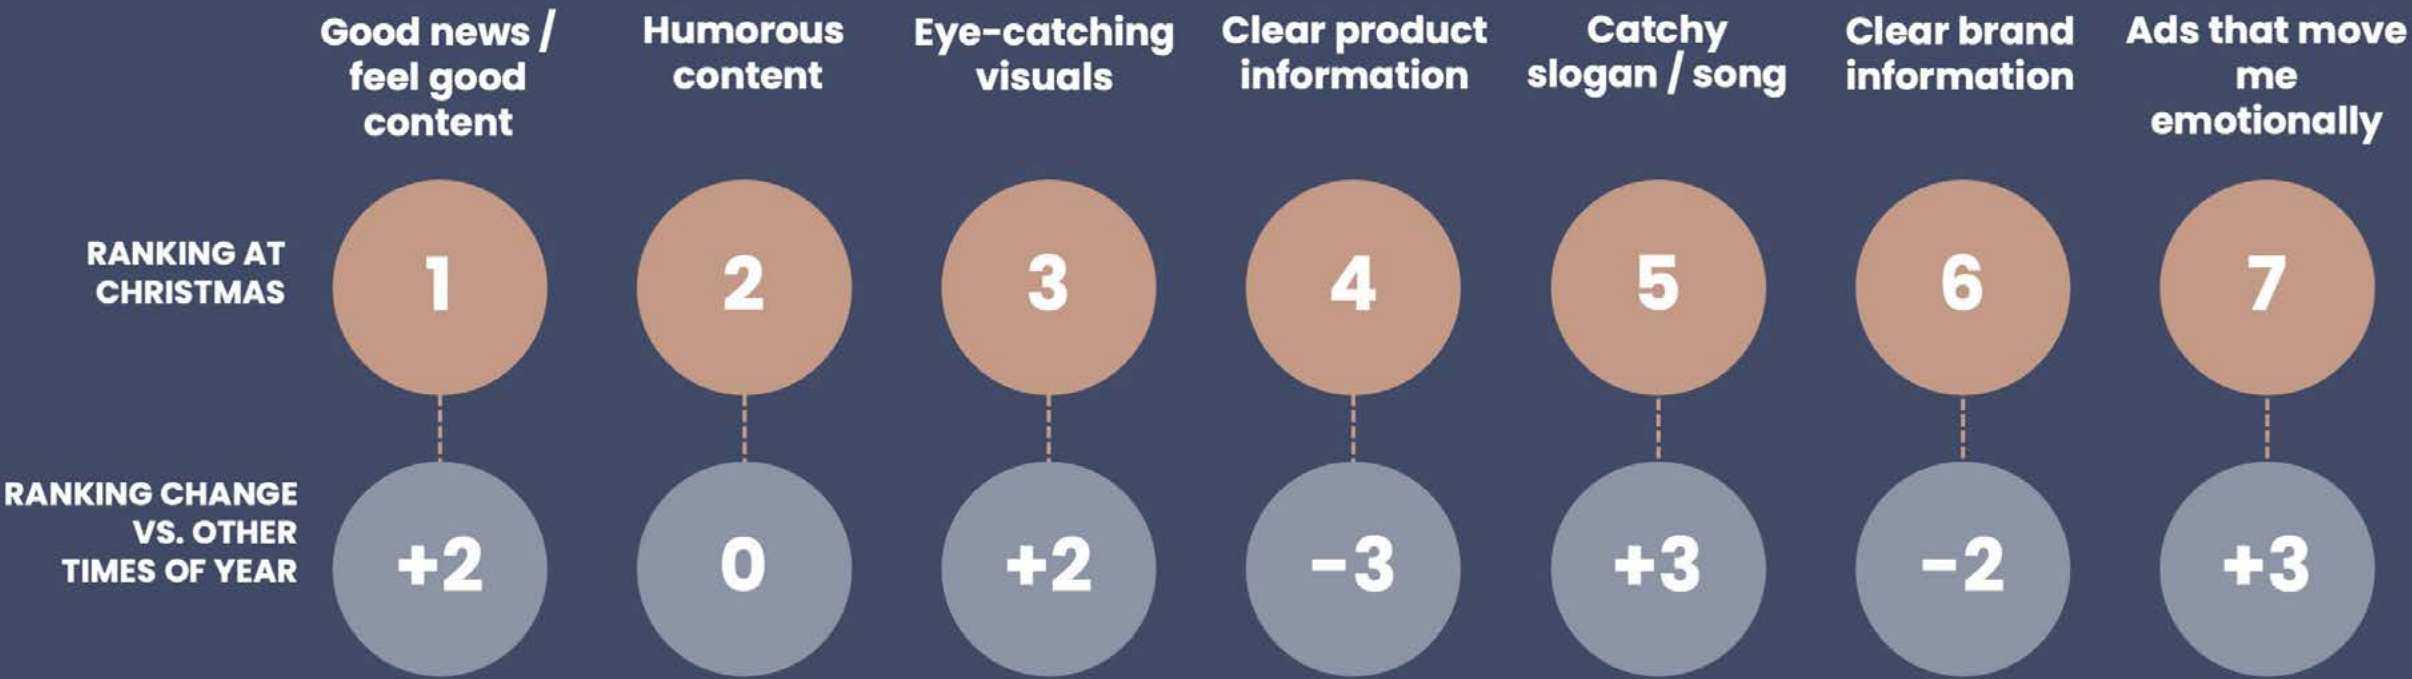 Good news /
feel good
content
Humorous
content
Eye-catching
visuals
Clear product
information
Catchy
slogan / song
Clear brand
information
Ads that move
me
emotionally
RANKING AT
CHRISTMAS
1
2
3
4
5
6
7
RANKING CHANGE
VS. OTHER
TIMES OF YEAR
+2
0
+2
-3
+3
-2
+3